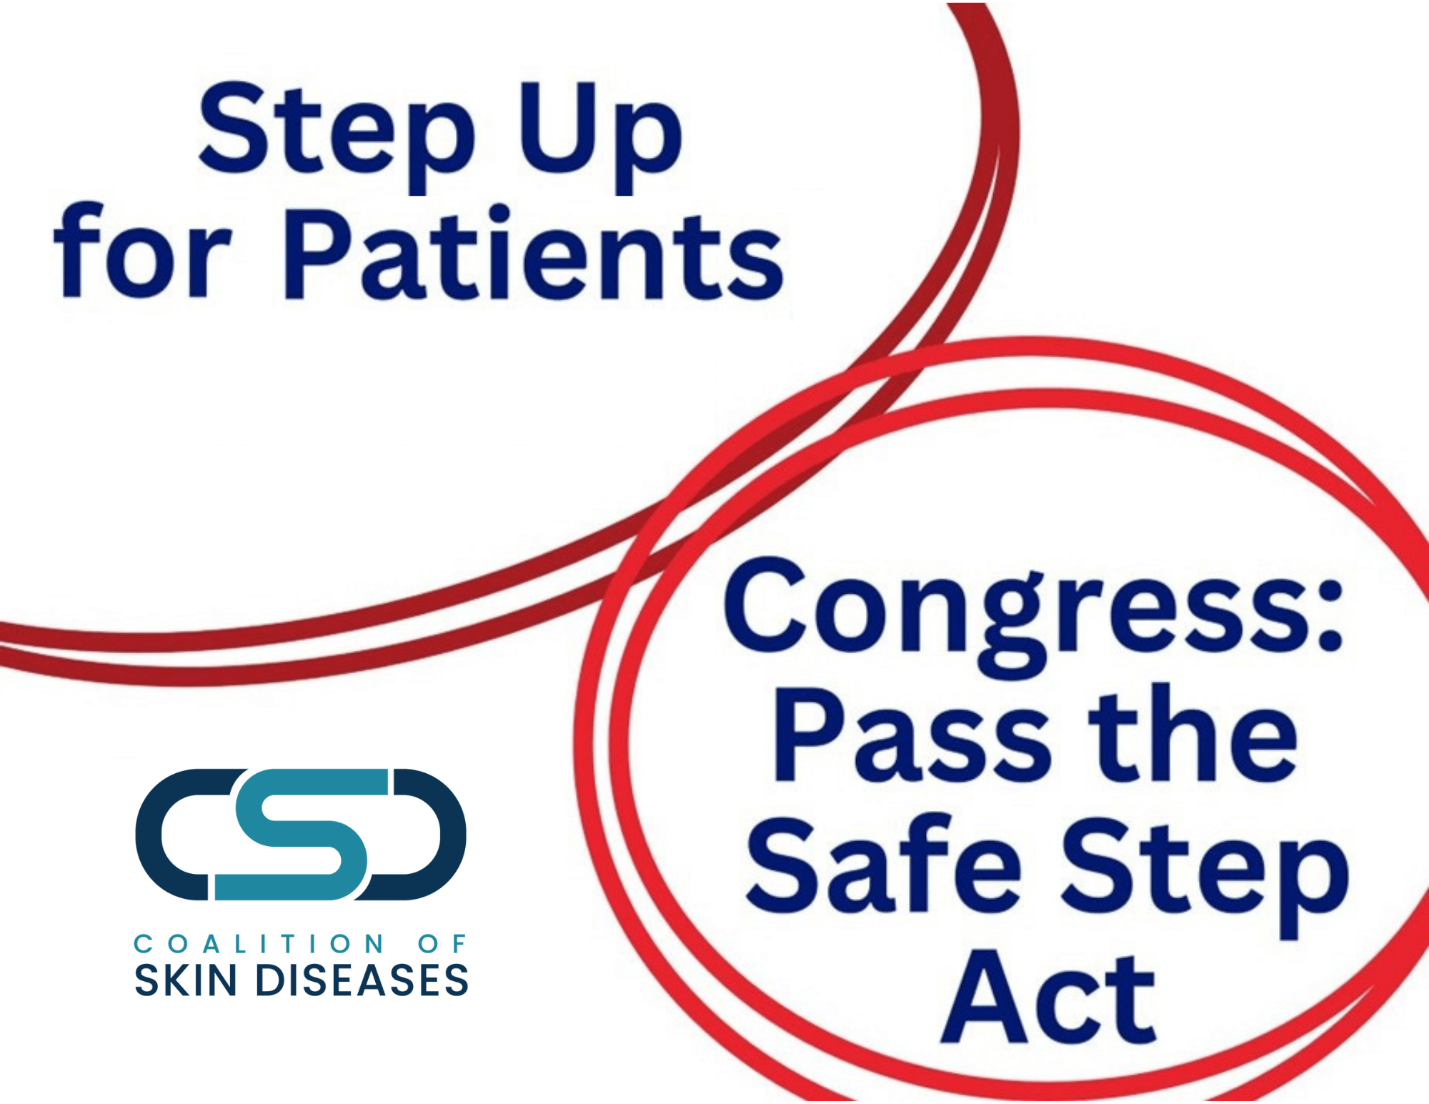 Step Up
for Patients
Congress:
Pass the
Safe Step
Act
CSD
COALITION OF
SKIN DISEASES